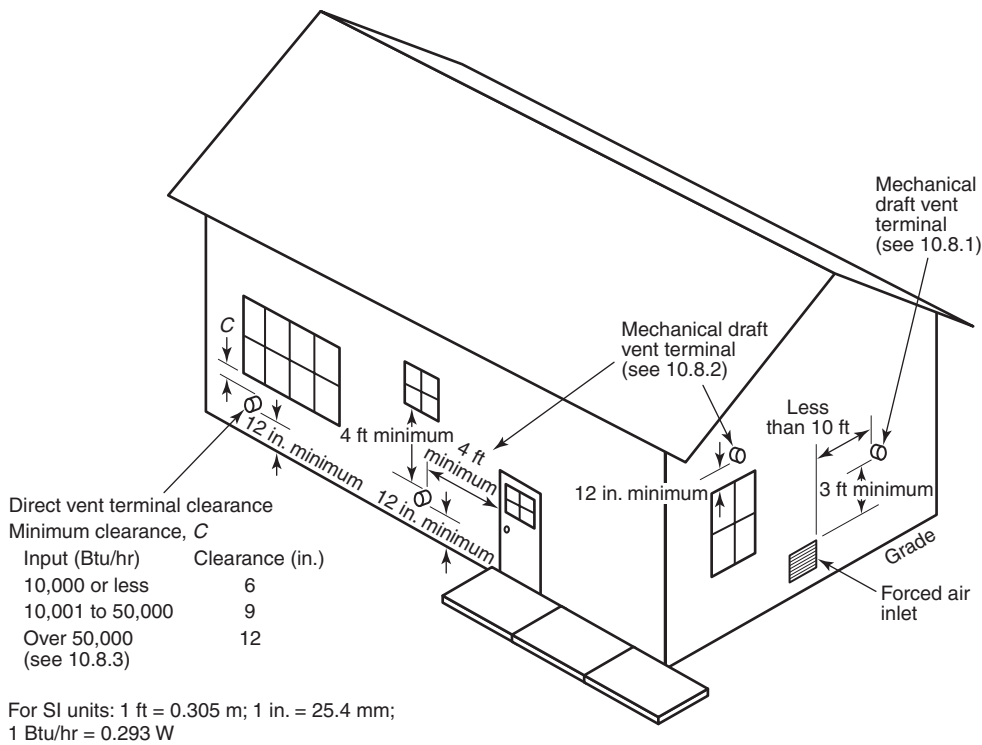 Mechanical
draft vent
terminal
(see 10.8.1)
Mechanical draft
vent terminal
(see 10.8.2)
C
Less
than 10 ft
4 ft minimum
4 ft
minimum
12 in. minimum
12 in. minimum
12 in. minimum
3 ft minimum
Grade
Forced air
inlet
Direct vent terminal clearance
Minimum clearance, C
Input (Btu/hr) Clearance (in.)
10,000 or less 6
10,001 to 50,000 9
Over 50,000 12
(see 10.8.3)
For SI units: 1 ft = 0.305 m; 1 in. = 25.4 mm;
1 Btu/hr = 0.293 W